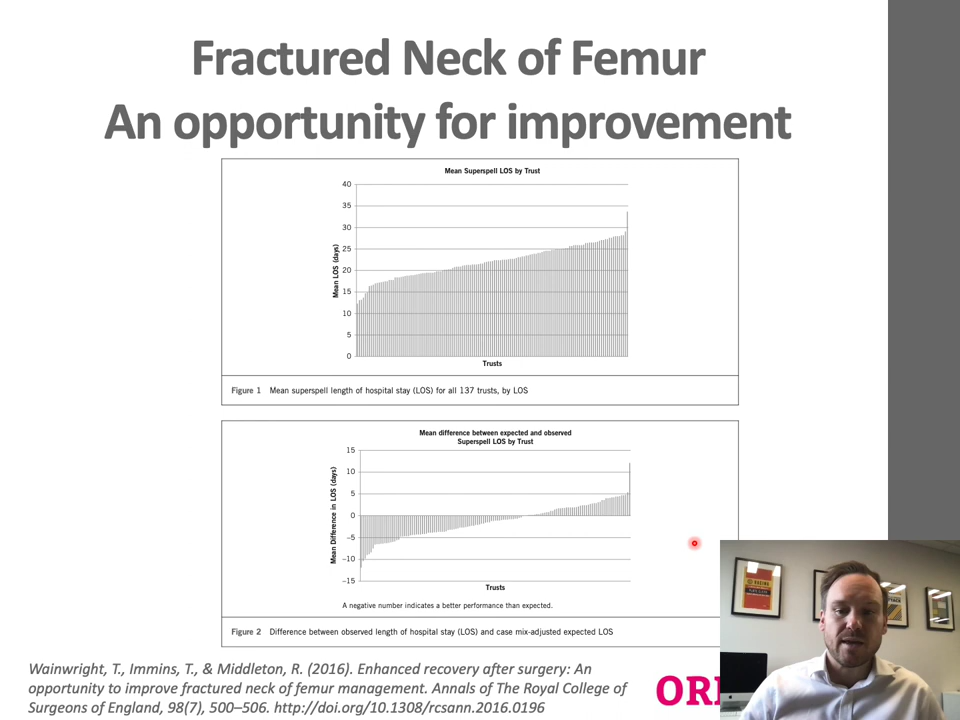 Fractured Neck of Femur
An opportunity for improvement
Mean Superspell LOS by Trust
Mean LOS (days)
40
35
30
25
20
15
10
5
0
Trusts
Figure 1 Mean superspell length of hospital stay (LOS) for all 137 trusts, by LOS
Mean difference between expected and observed
Superspell LOS by Trust
Mean Difference in LOS (days)
15
10
5
0
−5
−10
−15
Trusts
A negative number indicates a better performance than expected.
Figure 2 Difference between observed length of hospital stay (LOS) and case mix-adjusted expected LOS
Wainwright, T., Immins, T., & Middleton, R. (2016). Enhanced recovery after surgery: An
opportunity to improve fractured neck of femur management. Annals of The Royal College of
Surgeons of England, 98(7), 500–506. http://doi.org/10.1308/rcsann.2016.0196